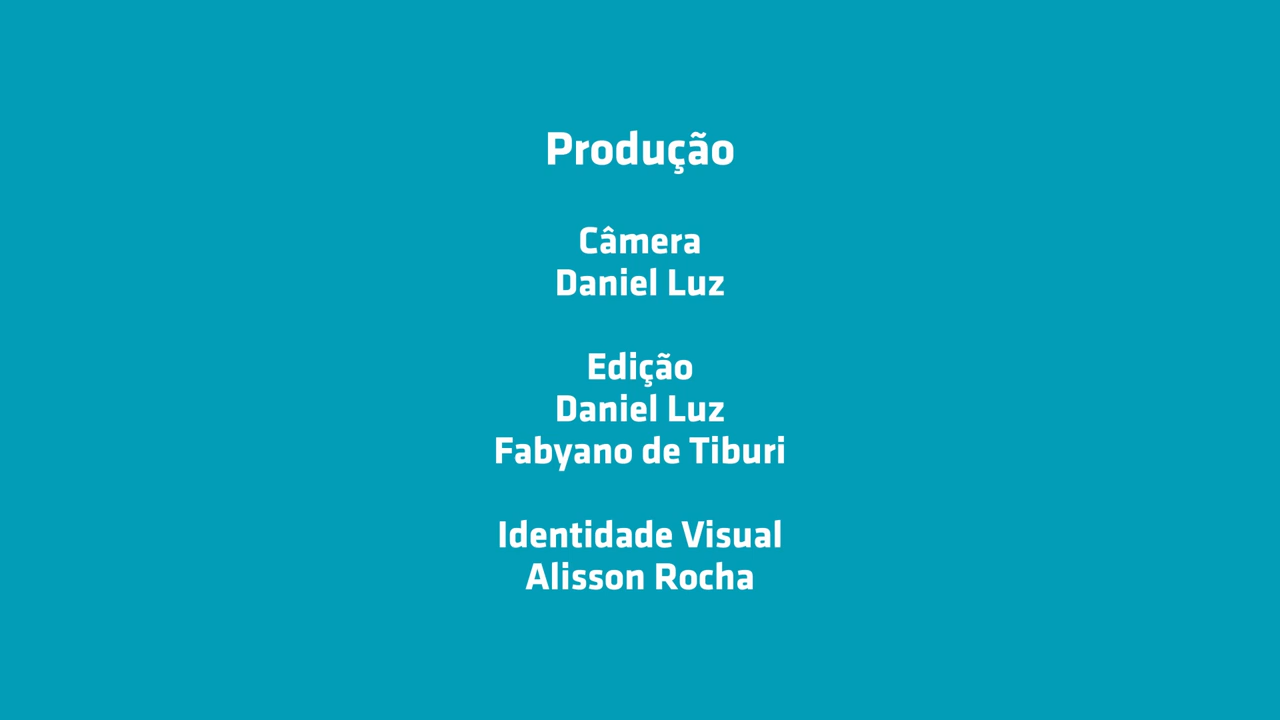 Produção
Câmera
Daniel Luz
Edição
Daniel Luz
Fabyano de Tiburi
Identidade Visual
Alisson Rocha